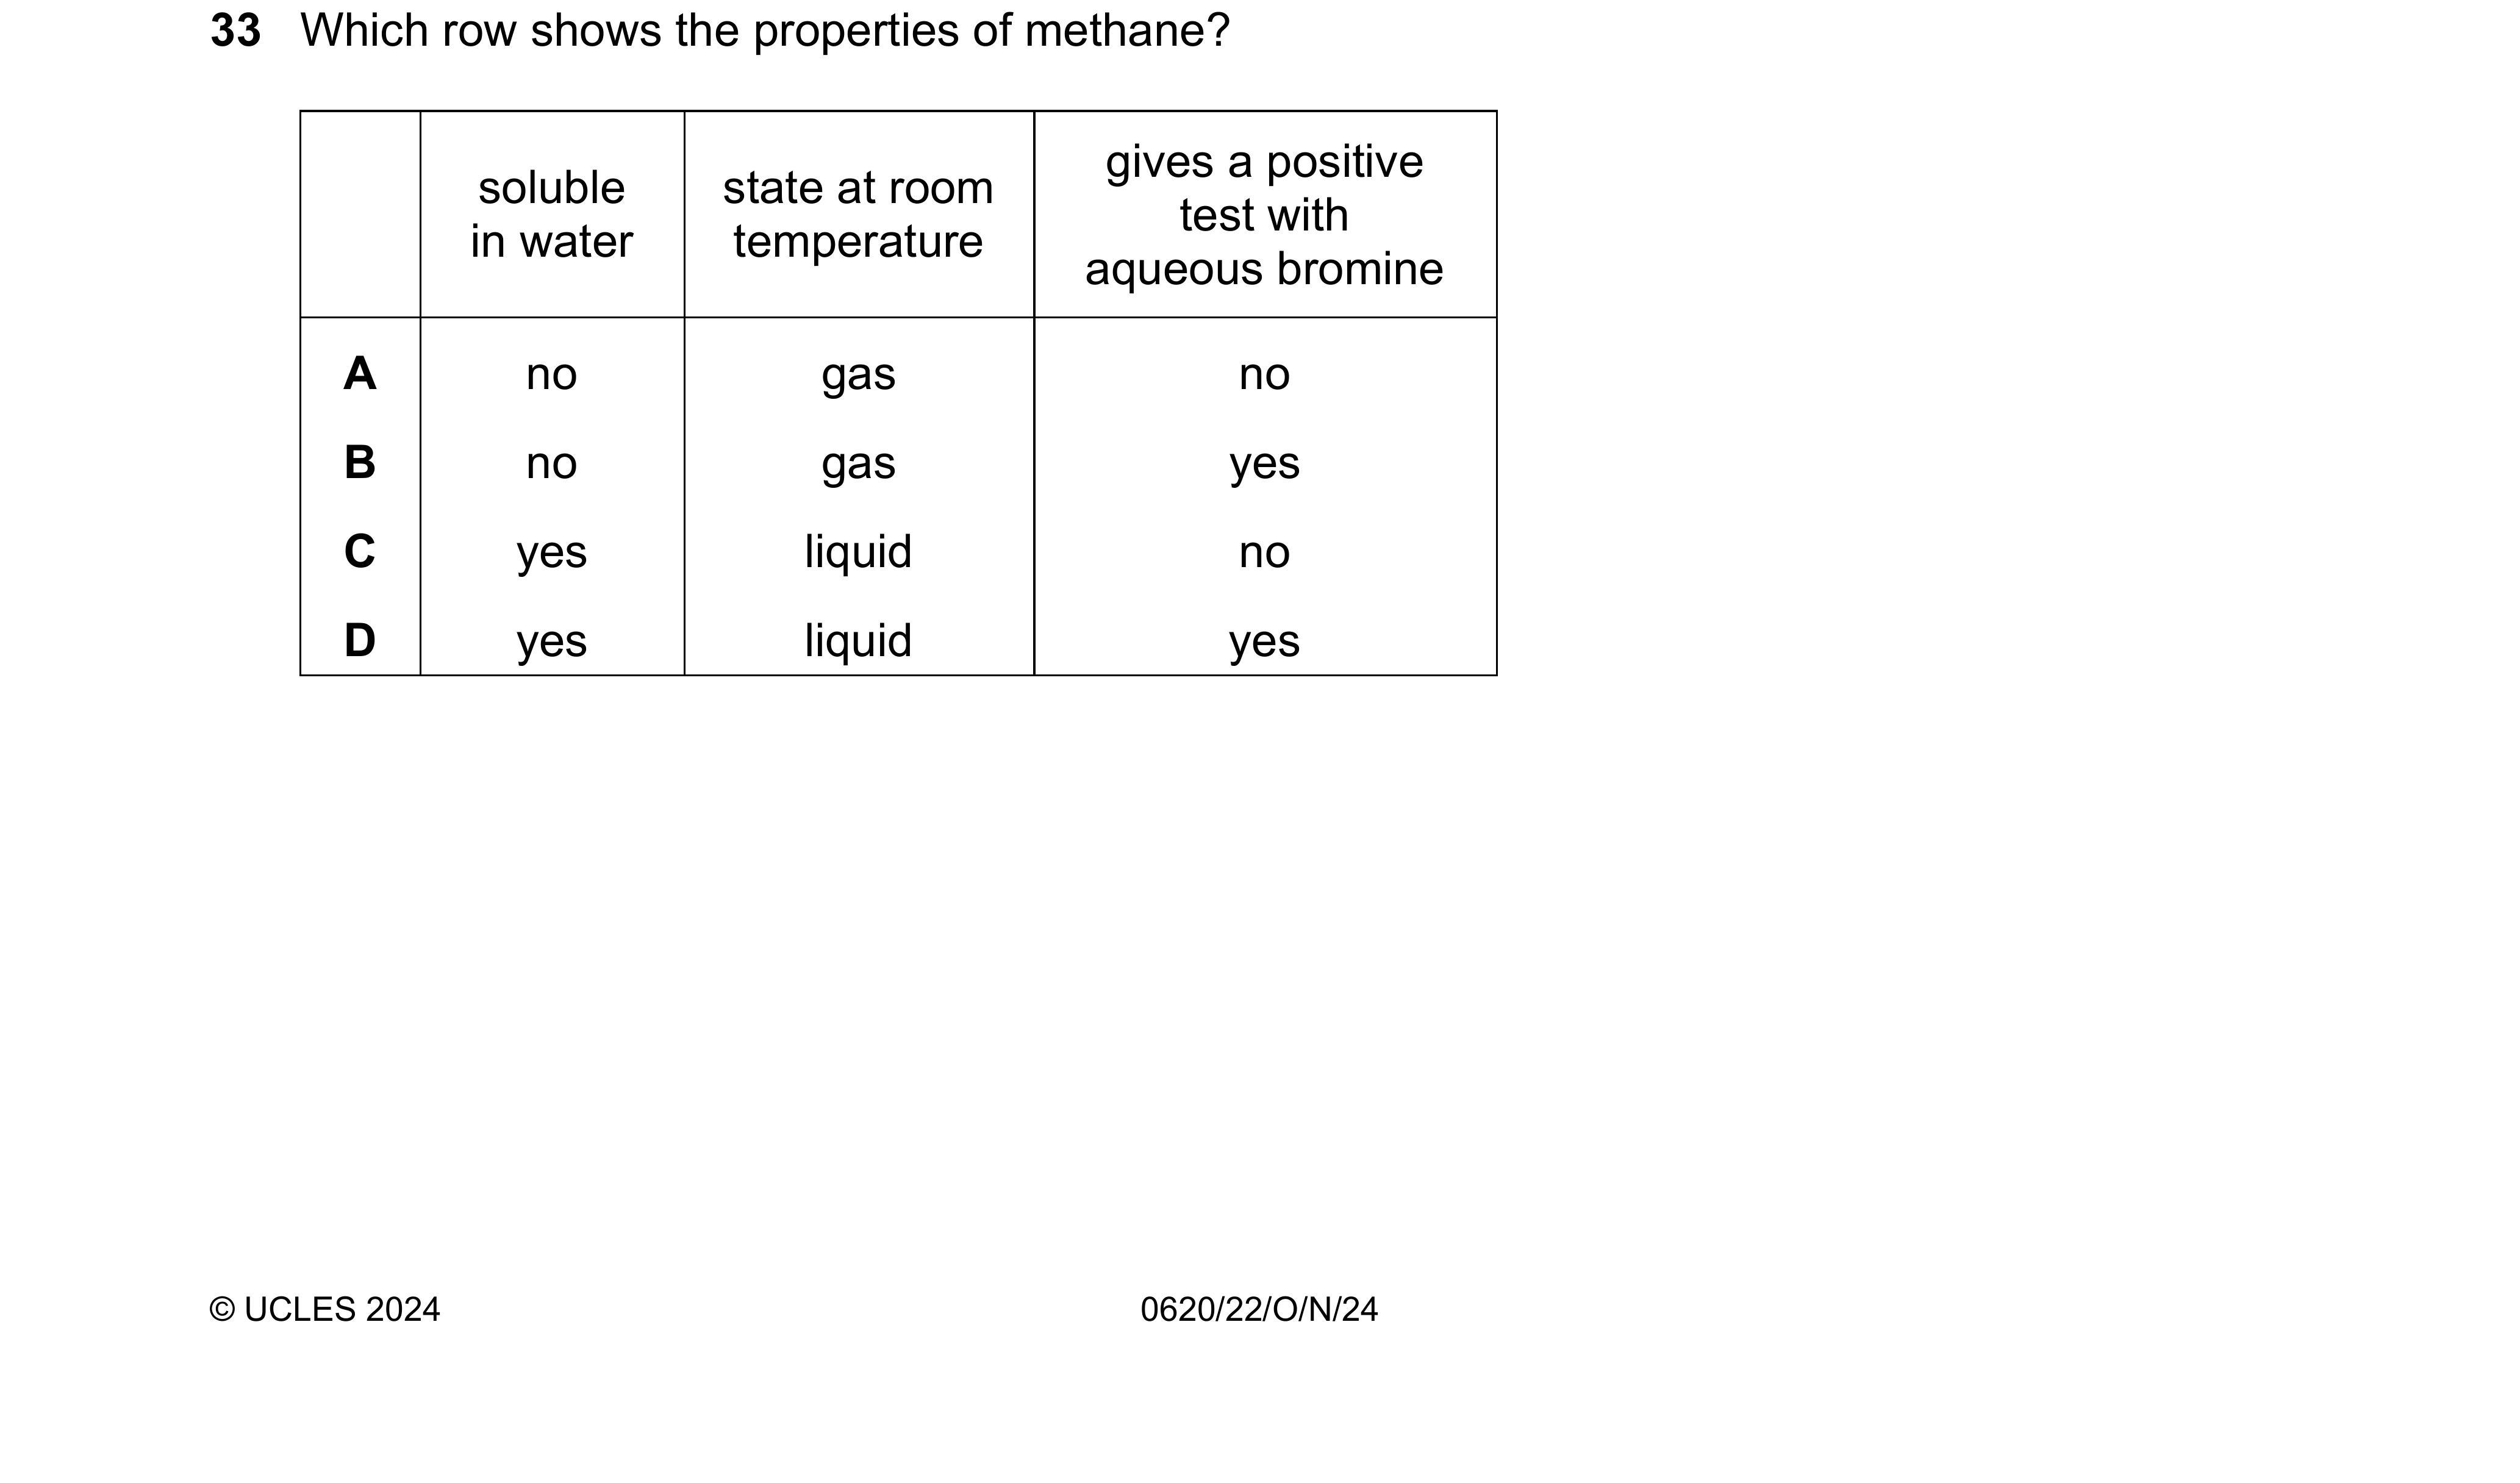 33 Which row shows the properties of methane?
soluble in water
state at room temperature
gives a positive test with aqueous bromine
A no gas no
B no gas yes
C yes liquid no
D yes liquid yes
© UCLES 2024
0620/22/O/N/24